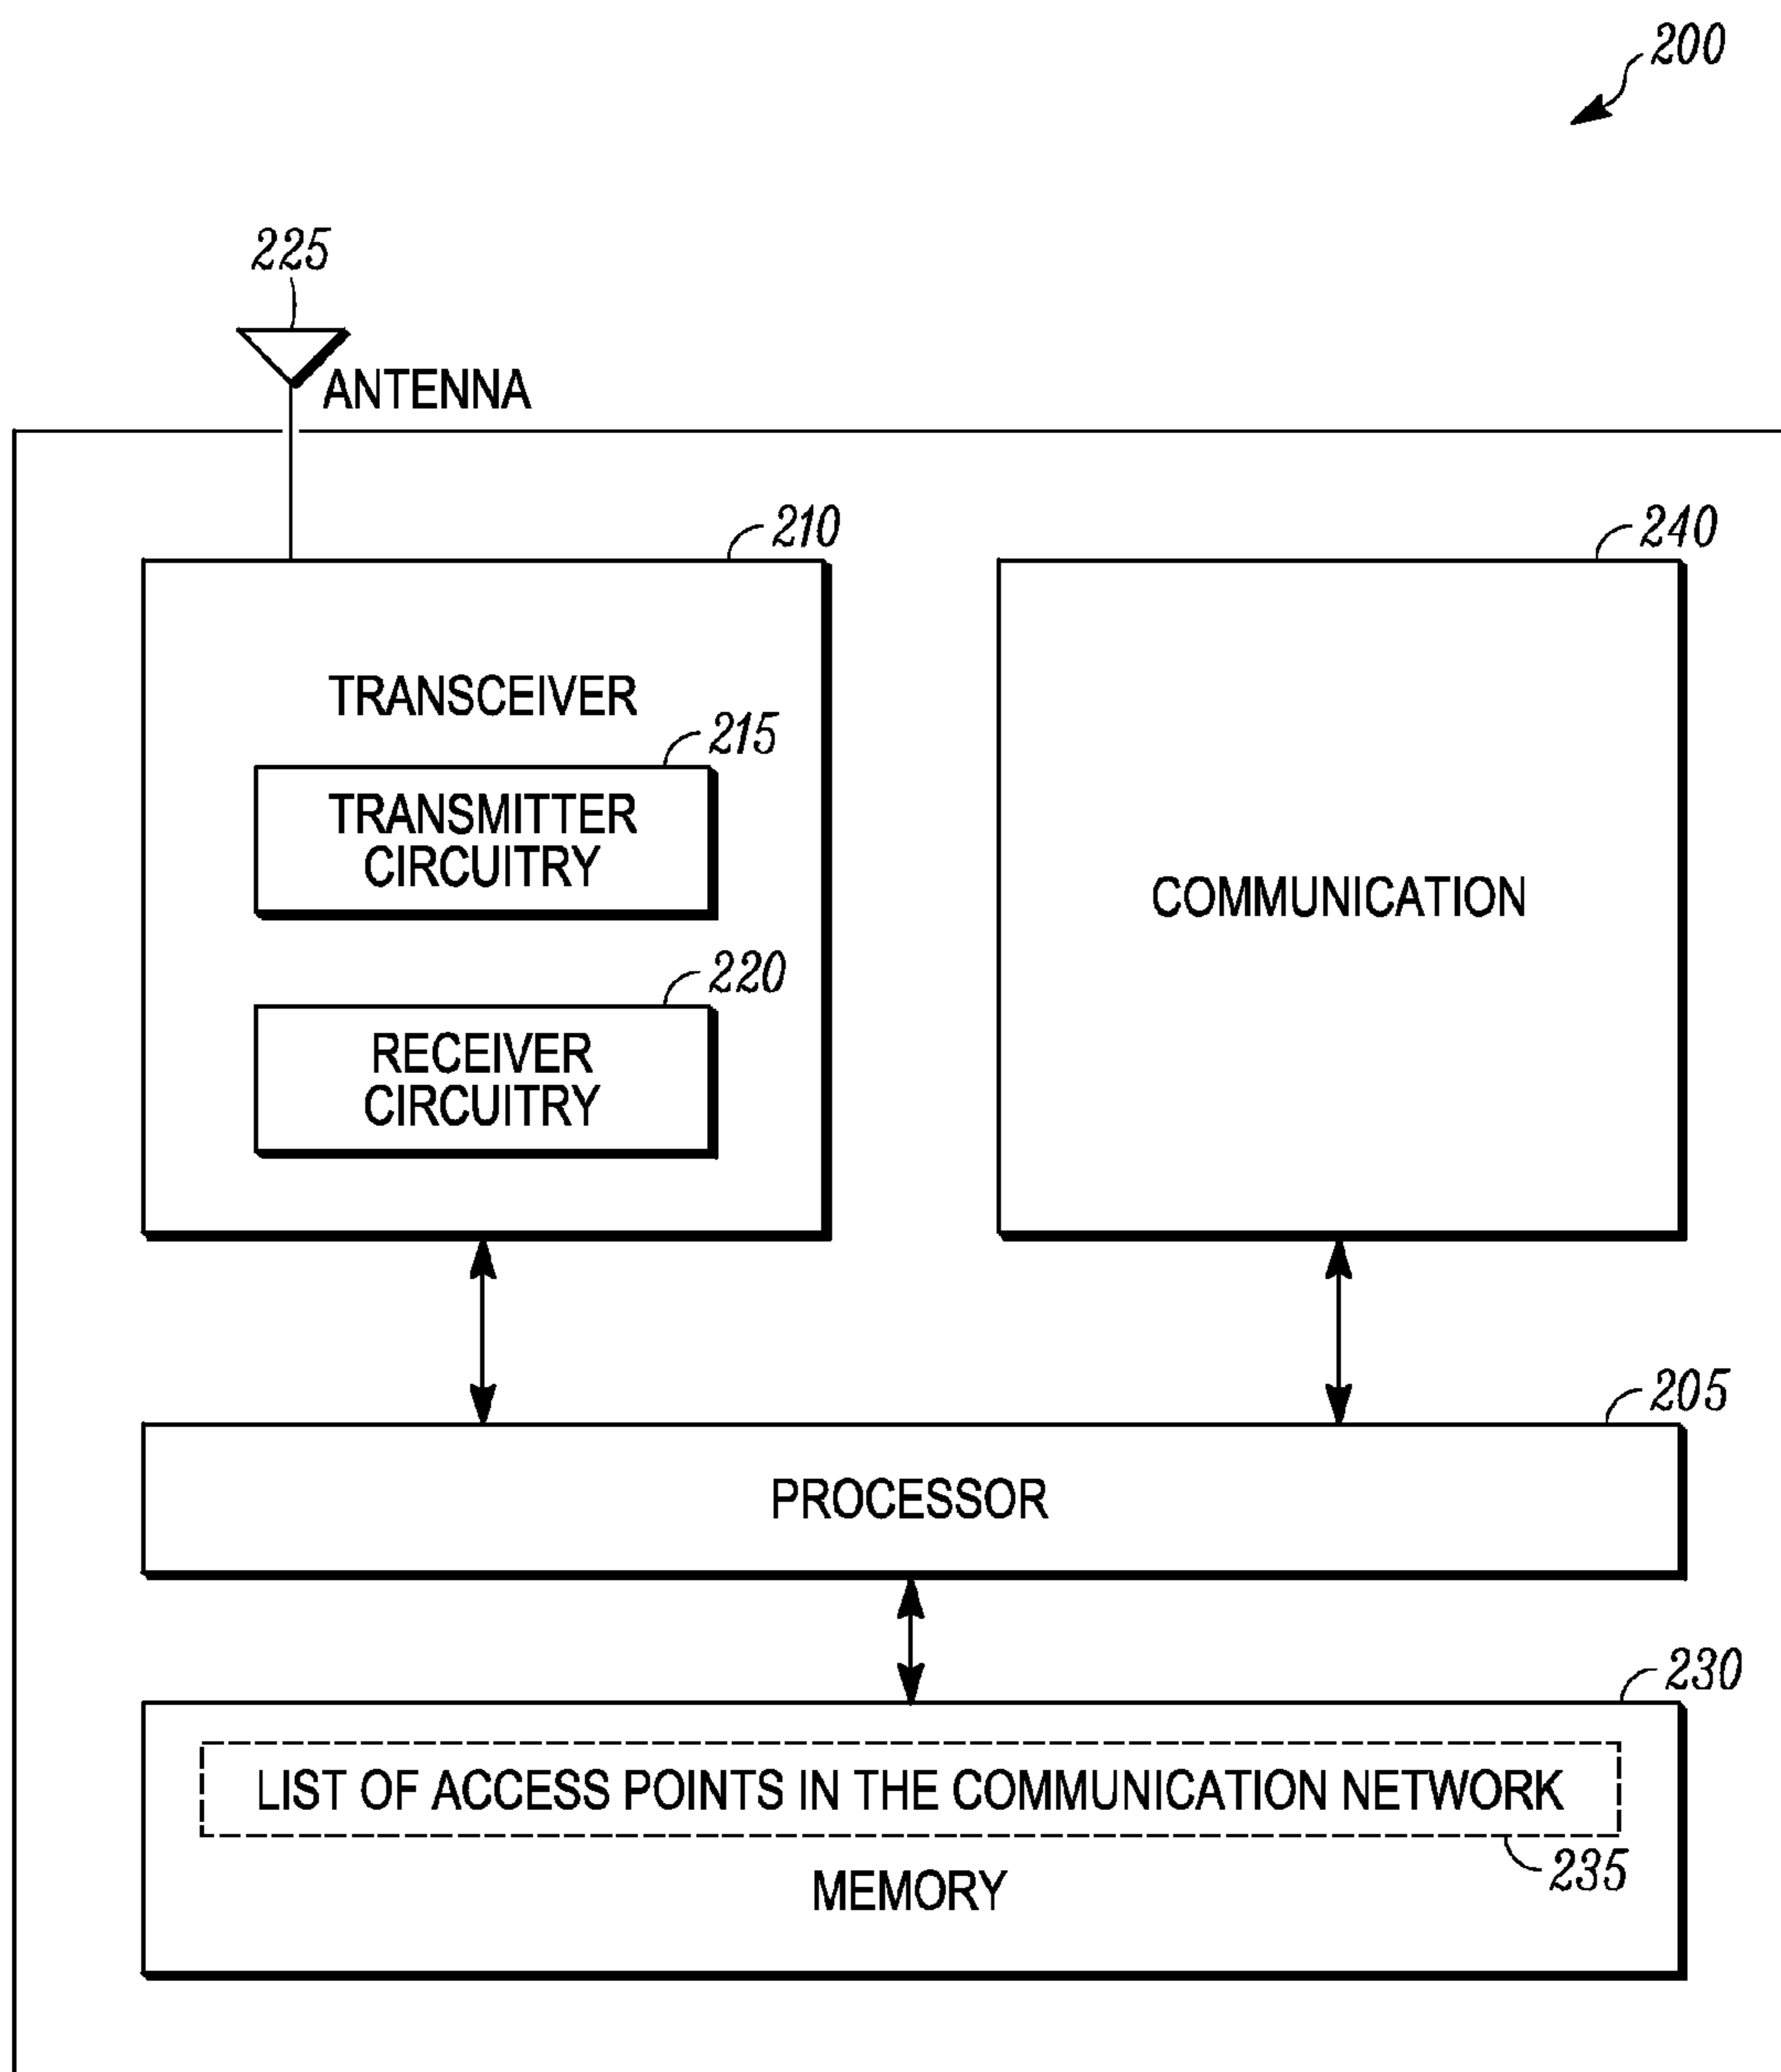 200
225
ANTENNA
210
240
TRANSCEIVER
215
TRANSMITTER
CIRCUITRY
COMMUNICATION
220
RECEIVER
CIRCUITRY
205
PROCESSOR
230
LIST OF ACCESS POINTS IN THE COMMUNICATION NETWORK
235
MEMORY